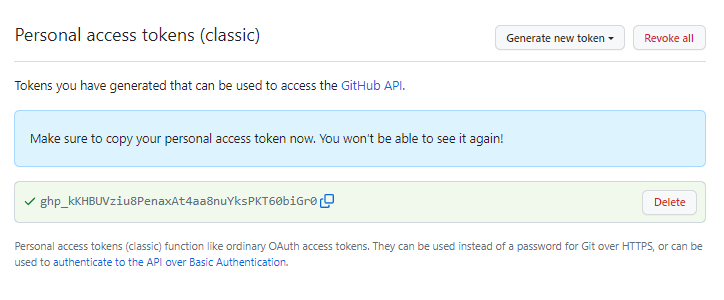 Personal access tokens (classic)
Generate new token
Revoke all
Tokens you have generated that can be used to access the GitHub API.
Make sure to copy your personal access token now. You won't be able to see it again!
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
Delete
Personal access tokens (classic) function like ordinary OAuth access tokens. They can be used instead of a password for Git over HTTPS, or can be
used to authenticate to the API over Basic Authentication.